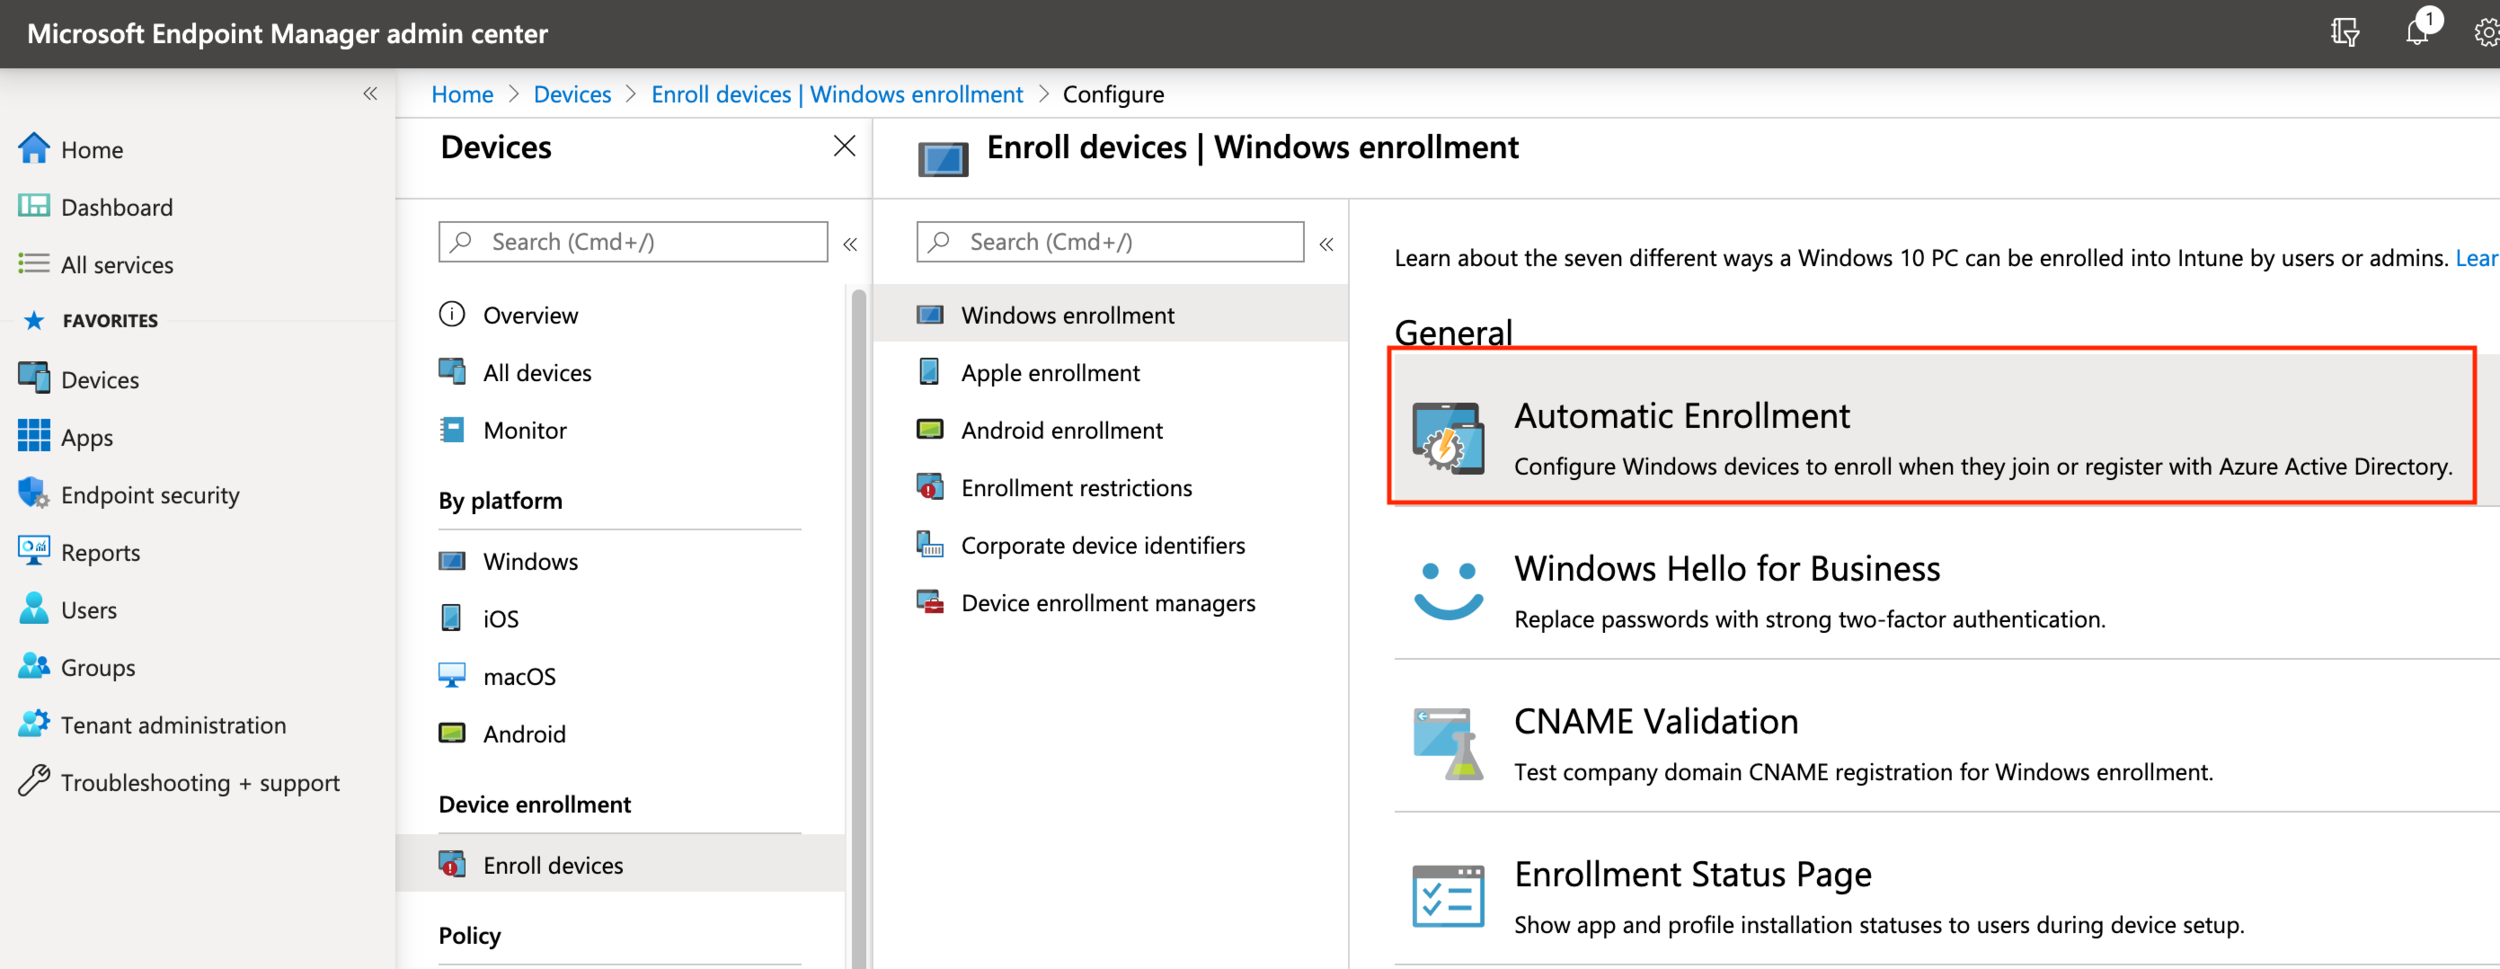 Microsoft Endpoint Manager admin center
1
Home > Devices > Enroll devices | Windows enrollment > Configure
Home
Dashboard
All services
FAVORITES
Devices
Apps
Endpoint security
Reports
Users
Groups
Tenant administration
Troubleshooting + support
Devices
Search (Cmd+/)
Overview
All devices
Monitor
By platform
Windows
iOS
macOS
Android
Device enrollment
Enroll devices
Policy
Enroll devices | Windows enrollment
Search (Cmd+/)
Windows enrollment
Apple enrollment
Android enrollment
Enrollment restrictions
Corporate device identifiers
Device enrollment managers
Learn about the seven different ways a Windows 10 PC can be enrolled into Intune by users or admins. Lear
General
Automatic Enrollment
Configure Windows devices to enroll when they join or register with Azure Active Directory.
Windows Hello for Business
Replace passwords with strong two-factor authentication.
CNAME Validation
Test company domain CNAME registration for Windows enrollment.
Enrollment Status Page
Show app and profile installation statuses to users during device setup.